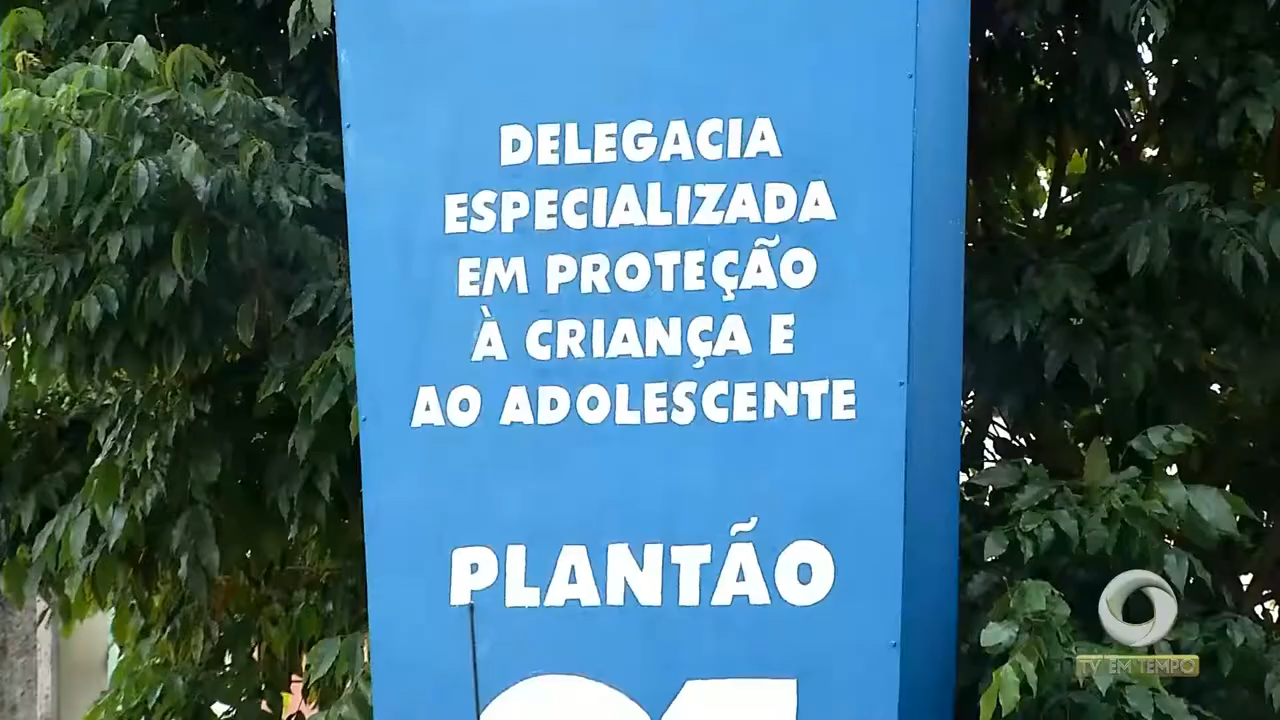 DELEGACIA
ESPECIALIZADA
EM PROTEÇÃO
À CRIANÇA E
AO ADOLESCENTE
PLANTÃO
TV EM TEMPO